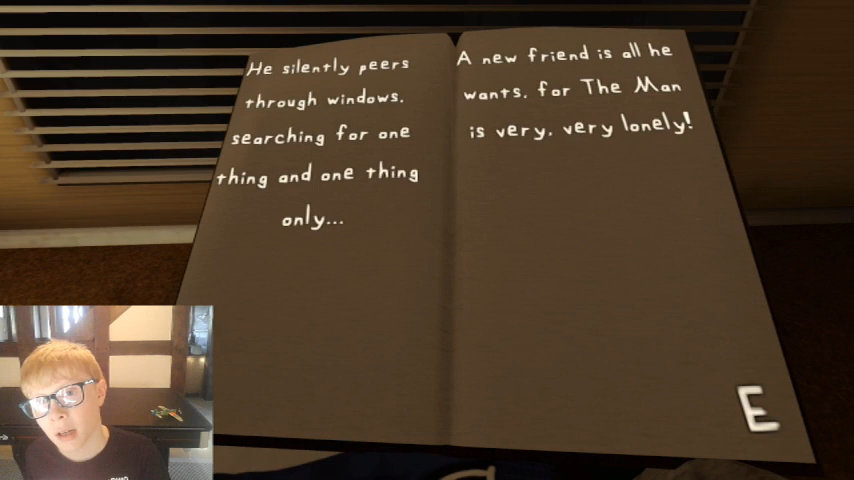 He silently peers
through windows,
searching for one
thing and one thing
only...
A new friend is all he
wants, for The Man
is very, very lonely!
E